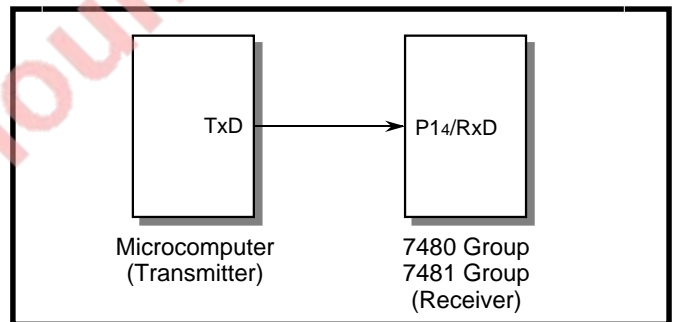 TxD
P14/RxD
Microcomputer
(Transmitter)
7480 Group
7481 Group
(Receiver)